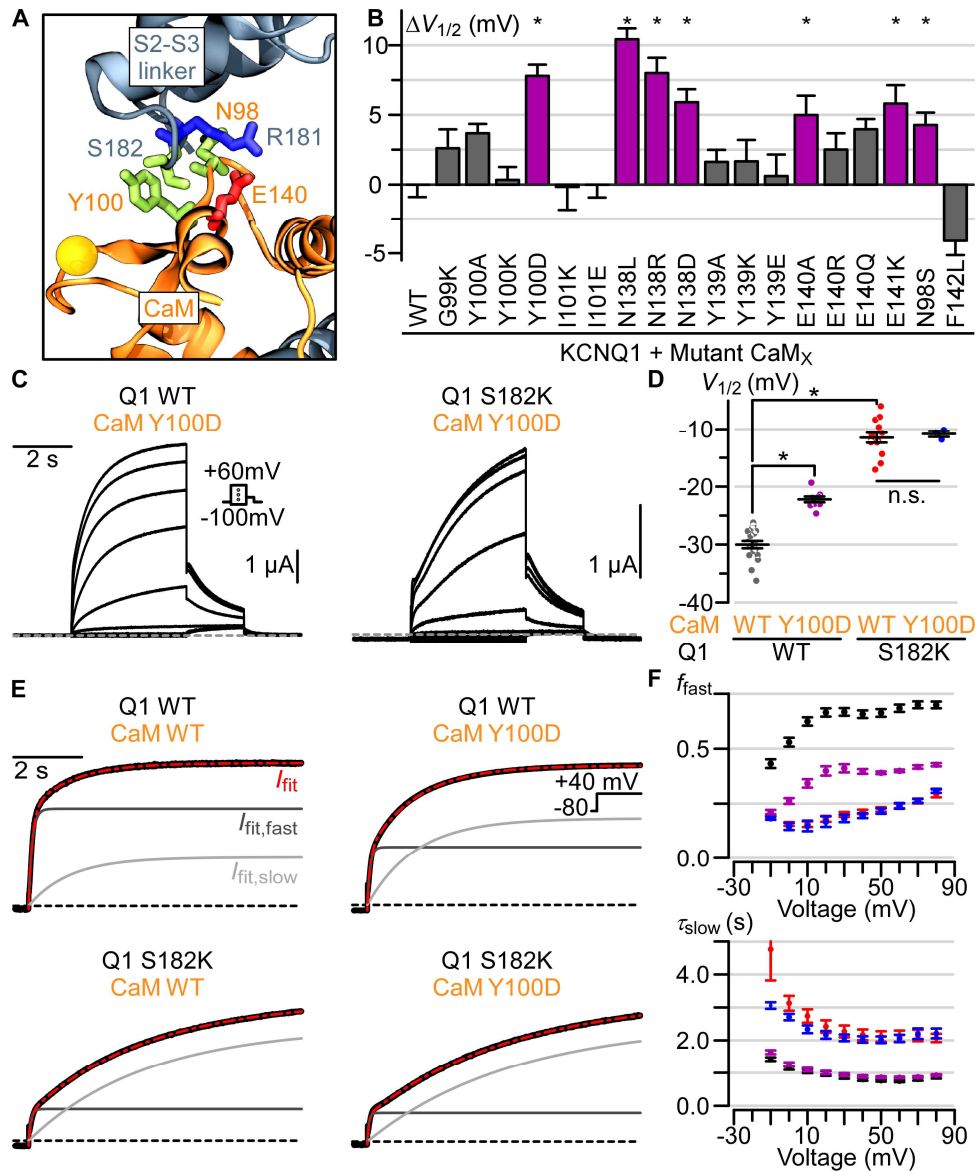 A
S2-S3
linker
N98
S182
R181
Y100
E140
CaM
B
ΔV1/2 (mV)
* * * * * * *
10
5
0
-5
WT
G99K
Y100A
Y100K
Y100D
I101K
I101E
N138L
N138R
N138D
Y139A
Y139K
Y139E
E140A
E140R
E140Q
E141K
N98S
F142L
KCNQ1 + Mutant CaMX
C
Q1 WT
CaM Y100D
2 s
+60mV
-100mV
1 µA
Q1 S182K
CaM Y100D
1 µA
D
V1/2 (mV)
*
*
n.s.
-10
-20
-30
-40
CaM WT Y100D WT Y100D
Q1 WT S182K
E
Q1 WT
CaM WT
2 s
Ifit
Ifit,fast
Ifit,slow
Q1 WT
CaM Y100D
+40 mV
-80
Q1 S182K
CaM WT
Q1 S182K
CaM Y100D
F
ffast
0.5
0.0
-30 10 50 90
Voltage (mV)
τslow (s)
4.0
2.0
0.0
-30 10 50 90
Voltage (mV)